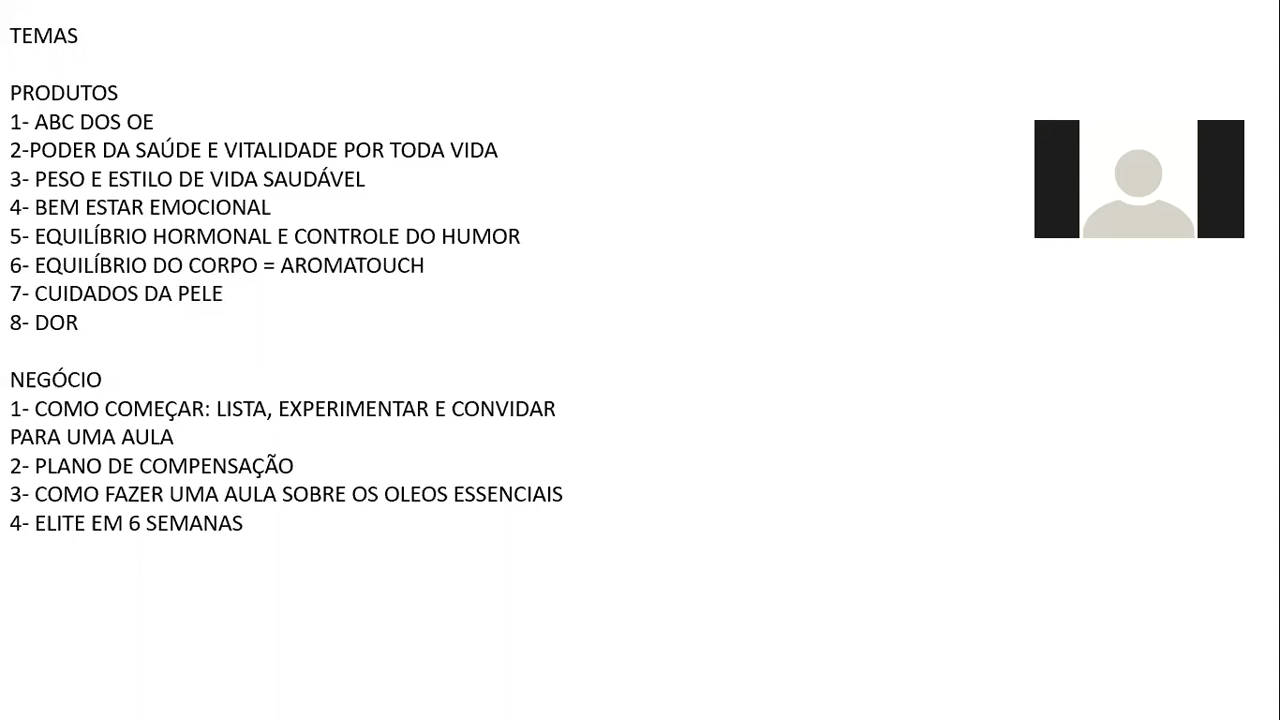 TEMAS
PRODUTOS
1- ABC DOS OE
2-PODER DA SAÚDE E VITALIDADE POR TODA VIDA
3- PESO E ESTILO DE VIDA SAUDÁVEL
4- BEM ESTAR EMOCIONAL
5- EQUILÍBRIO HORMONAL E CONTROLE DO HUMOR
6- EQUILÍBRIO DO CORPO = AROMATOUCH
7- CUIDADOS DA PELE
8- DOR
NEGÓCIO
1- COMO COMEÇAR: LISTA, EXPERIMENTAR E CONVIDAR
PARA UMA AULA
2- PLANO DE COMPENSAÇÃO
3- COMO FAZER UMA AULA SOBRE OS OLEOS ESSENCIAIS
4- ELITE EM 6 SEMANAS